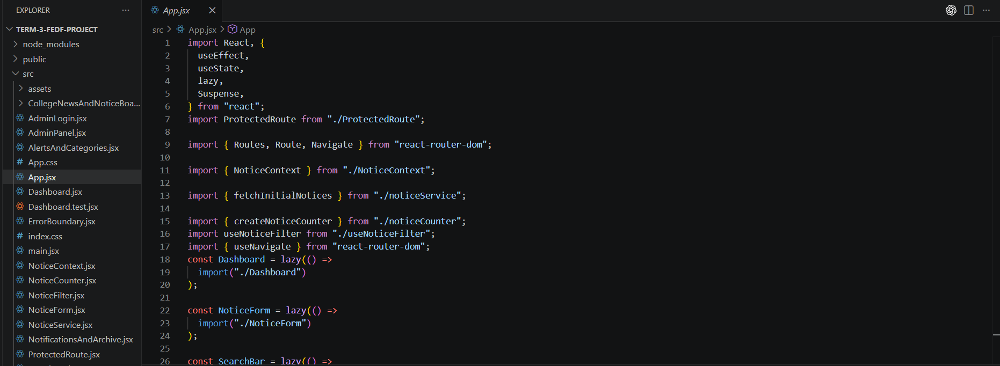 EXPLORER
TERM-3-FEDF-PROJECT
node_modules
public
src
assets
CollegeNewsAndNoticeBoa...
AdminLogin.jsx
AdminPanel.jsx
AlertsAndCategories.jsx
# App.css
App.jsx
Dashboard.jsx
Dashboard.test.jsx
ErrorBoundary.jsx
# index.css
main.jsx
NoticeContext.jsx
NoticeCounter.jsx
NoticeFilter.jsx
NoticeForm.jsx
NoticeService.jsx
NotificationsAndArchive.jsx
ProtectedRoute.jsx
App.jsx
src > App.jsx > App
1 import React, {
2   useEffect,
3   useState,
4   lazy,
5   Suspense,
6 } from "react";
7 import ProtectedRoute from "./ProtectedRoute";
8
9 import { Routes, Route, Navigate } from "react-router-dom";
10
11 import { NoticeContext } from "./NoticeContext";
12
13 import { fetchInitialNotices } from "./noticeService";
14
15 import { createNoticeCounter } from "./noticeCounter";
16 import useNoticeFilter from "./useNoticeFilter";
17 import { useNavigate } from "react-router-dom";
18 const Dashboard = lazy(() =>
19   import("./Dashboard")
20 );
21
22 const NoticeForm = lazy(() =>
23   import("./NoticeForm")
24 );
25
26 const SearchBar = lazy(() =>